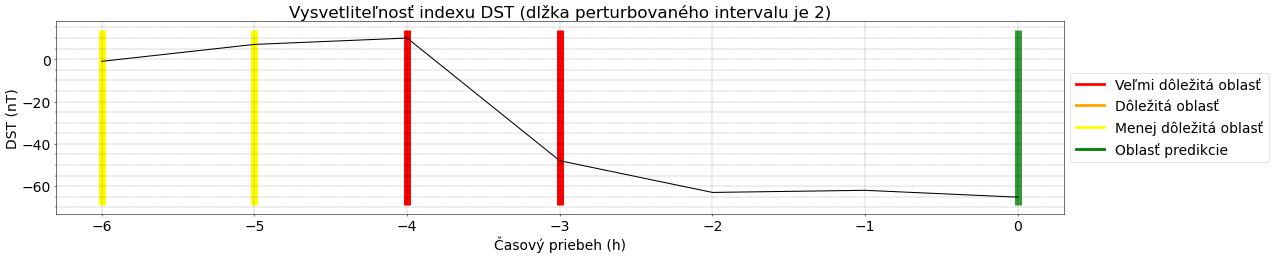 Vysvetliteľnosť indexu DST (dlžka perturbovaného intervalu je 2)
DST (nT)
0
−20
−40
−60
−6 −5 −4 −3 −2 −1 0
Časový priebeh (h)
Veľmi dôležitá oblasť
Dôležitá oblasť
Menej dôležitá oblasť
Oblasť predikcie